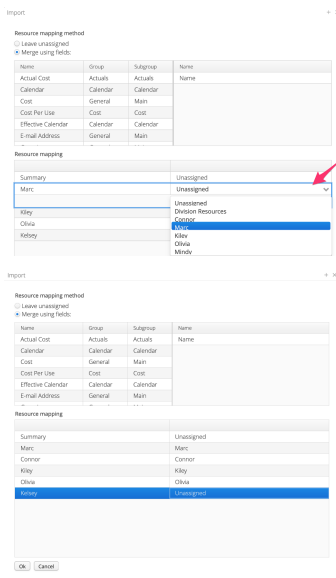 Import
Resource mapping method
Leave unassigned
Merge using fields:
Name Group Subgroup Name
Actual Cost Actuals Actuals Name
Calendar Calendar Calendar
Cost General Main
Cost Per Use Cost Cost
Effective Calendar Calendar Calendar
E-mail Address General Main
Resource mapping
Summary Unassigned
Marc Unassigned
Unassigned
Division Resources
Connor
Marc
Kiley Kiley
Olivia Olivia
Kelsey Mindy
Import
Resource mapping method
Leave unassigned
Merge using fields:
Name Group Subgroup Name
Actual Cost Actuals Actuals Name
Calendar Calendar Calendar
Cost General Main
Cost Per Use Cost Cost
Effective Calendar Calendar Calendar
E-mail Address General Main
Resource mapping
Summary Unassigned
Marc Marc
Connor Connor
Kiley Kiley
Olivia Olivia
Kelsey Unassigned
Ok Cancel